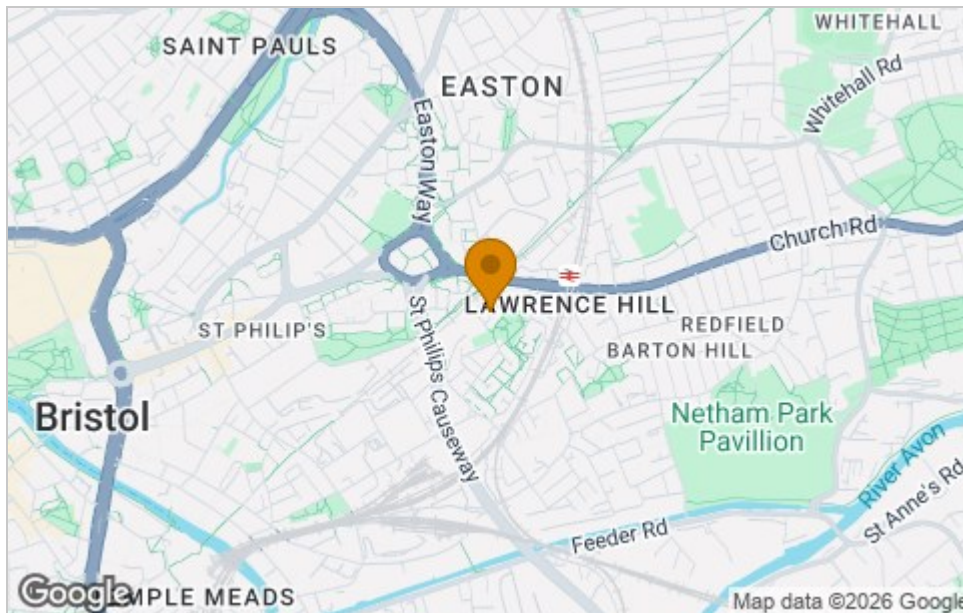 WHITEHALL
SAINT PAULS
Whitehall Rd
EASTON
Easton Way
Church Rd
LAWRENCE HILL
ST PHILIP'S
REDFIELD
BARTON HILL
St Philips Causeway
Bristol
Netham Park
Pavillion
River Avon
St Anne's Rd
Feeder Rd
Google
MPLE MEADS
Map data ©2026 Google